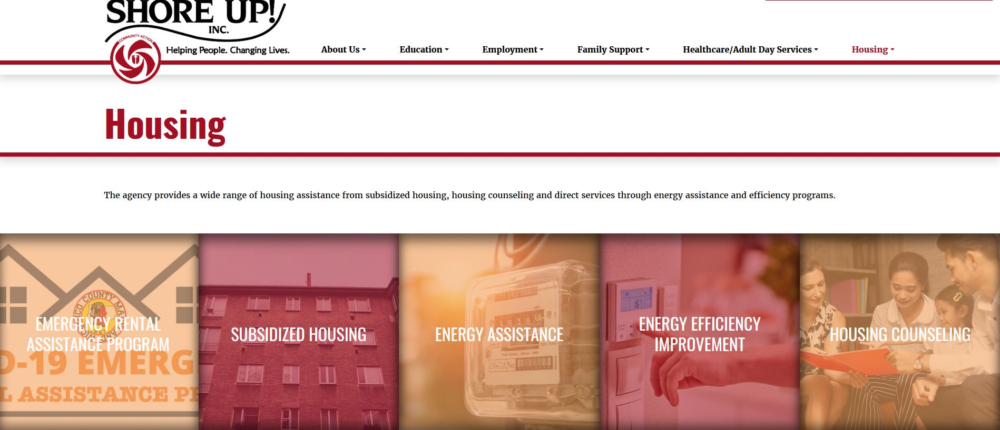 SHORE UP!
INC.
COMMUNITY ACTION
Helping People. Changing Lives.
About Us
Education
Employment
Family Support
Healthcare/Adult Day Services
Housing
Housing
The agency provides a wide range of housing assistance from subsidized housing, housing counseling and direct services through energy assistance and efficiency programs.
EMERGENCY RENTAL
ASSISTANCE PROGRAM
D-19 EMERG
L ASSISTANCE P
SUBSIDIZED HOUSING
ENERGY ASSISTANCE
ENERGY EFFICIENCY
IMPROVEMENT
HOUSING COUNSELING